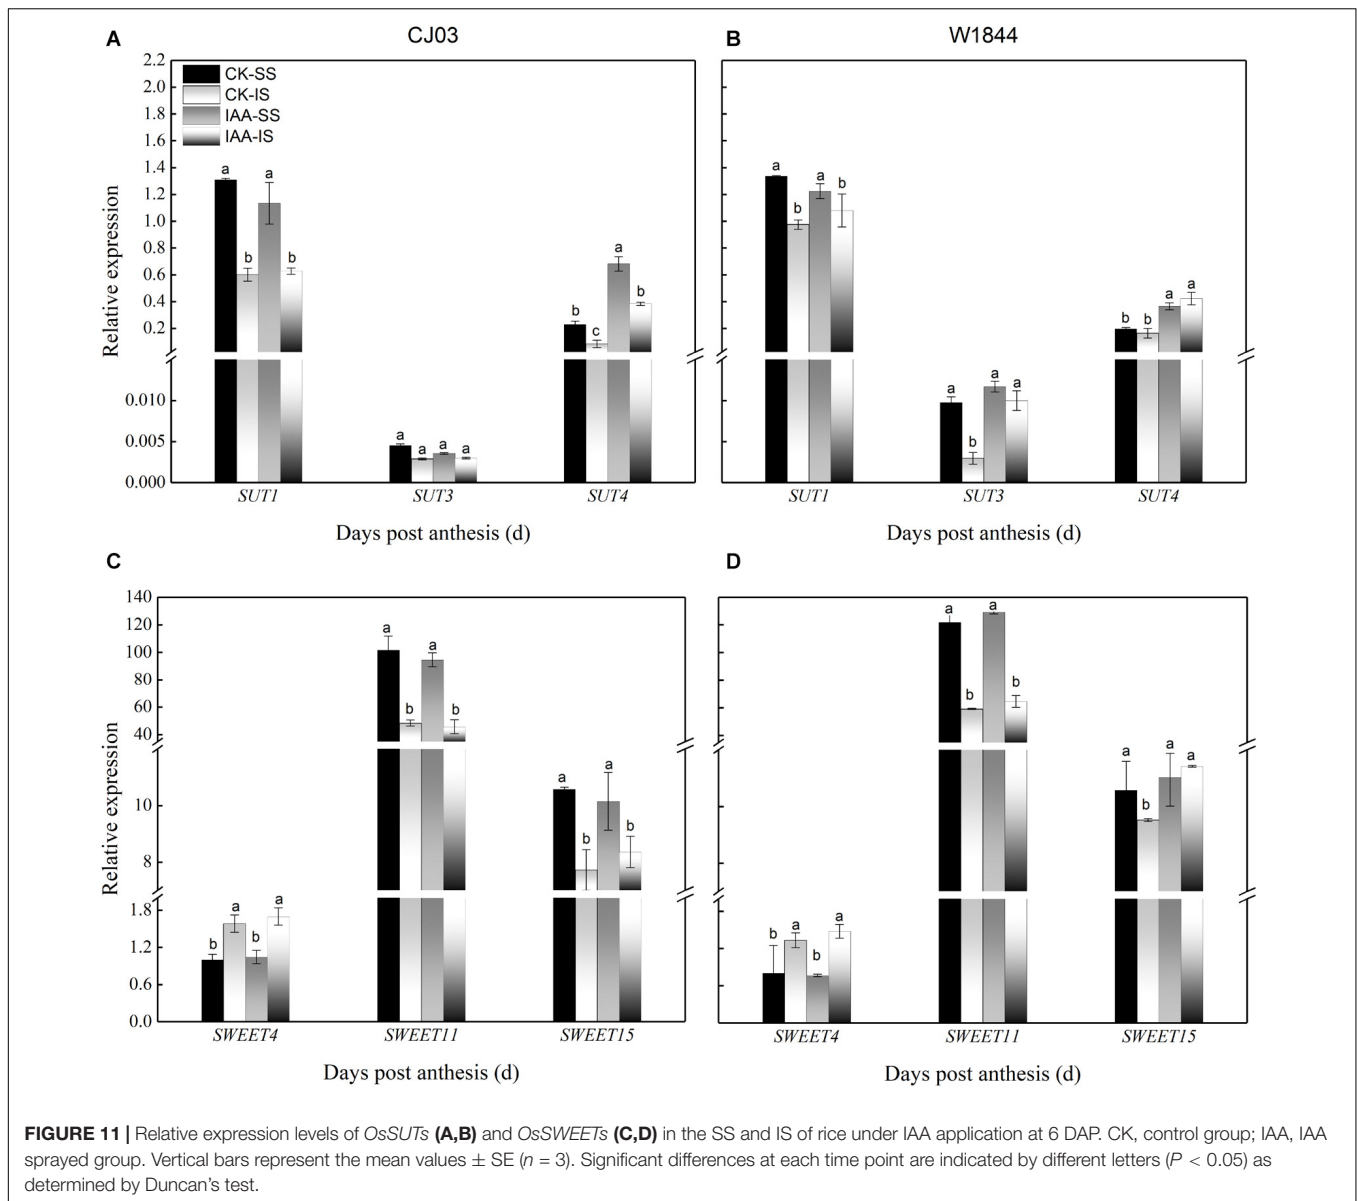 A CJ03
B W1844
2.2
2.0
1.8
1.6
1.4
1.2
1.0
0.8
0.6
0.4
0.2
0.010
0.005
0.000
Relative expression
CK-SS
CK-IS
IAA-SS
IAA-IS
a b a b
a a a a
b c a b
SUT1 SUT3 SUT4
Days post anthesis (d)
a b a b
a b a a
b b a a
SUT1 SUT3 SUT4
Days post anthesis (d)
C
140
120
100
80
60
40
10
8
1.8
1.2
0.6
0.0
Relative expression
b a b a
a b a b
a b a b
SWEET4 SWEET11 SWEET15
Days post anthesis (d)
D
b a b a
a b a b
a b a a
SWEET4 SWEET11 SWEET15
Days post anthesis (d)
FIGURE 11 | Relative expression levels of OsSUTs (A,B) and OsSWEETs (C,D) in the SS and IS of rice under IAA application at 6 DAP. CK, control group; IAA, IAA
sprayed group. Vertical bars represent the mean values ± SE (n = 3). Significant differences at each time point are indicated by different letters (P < 0.05) as
determined by Duncan's test.